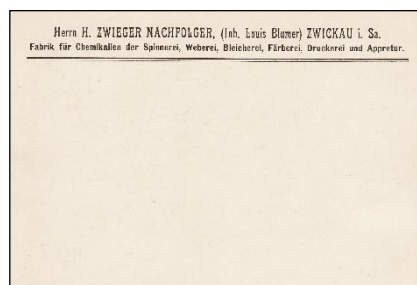 Herrn H. ZWIEGER NACHFOLGER, (Inh. Louis Blumer) ZWICKAU i. Sa.
Fabrik für Chemikalien der Spinnerei, Weberei, Bleicherei, Färberei, Druckerei und Appretur.